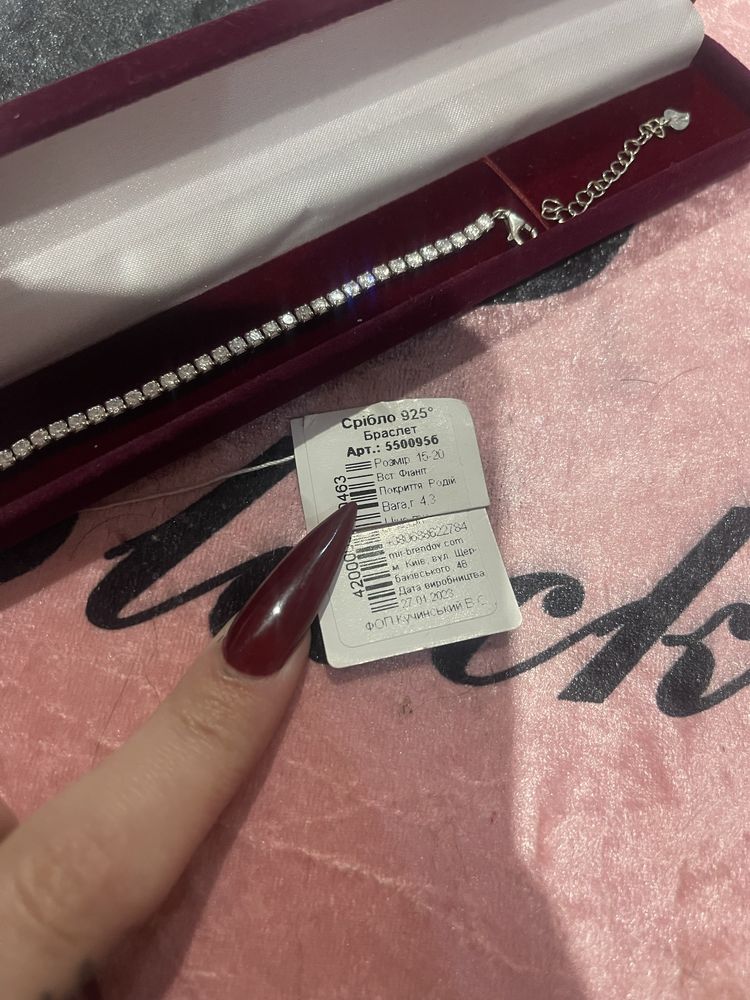 Срібло 925°
Браслет
Арт.: 5500956
Розмір 15-20
Вст. Фіаніт
Покриття Родій
Вага,г 4,3
+380638622784
mir-brendov.com
м. Київ, вул. Щер-
баківського, 48
Дата виробництва
27.01.2023
ФОП Кучинський В.С.
ck